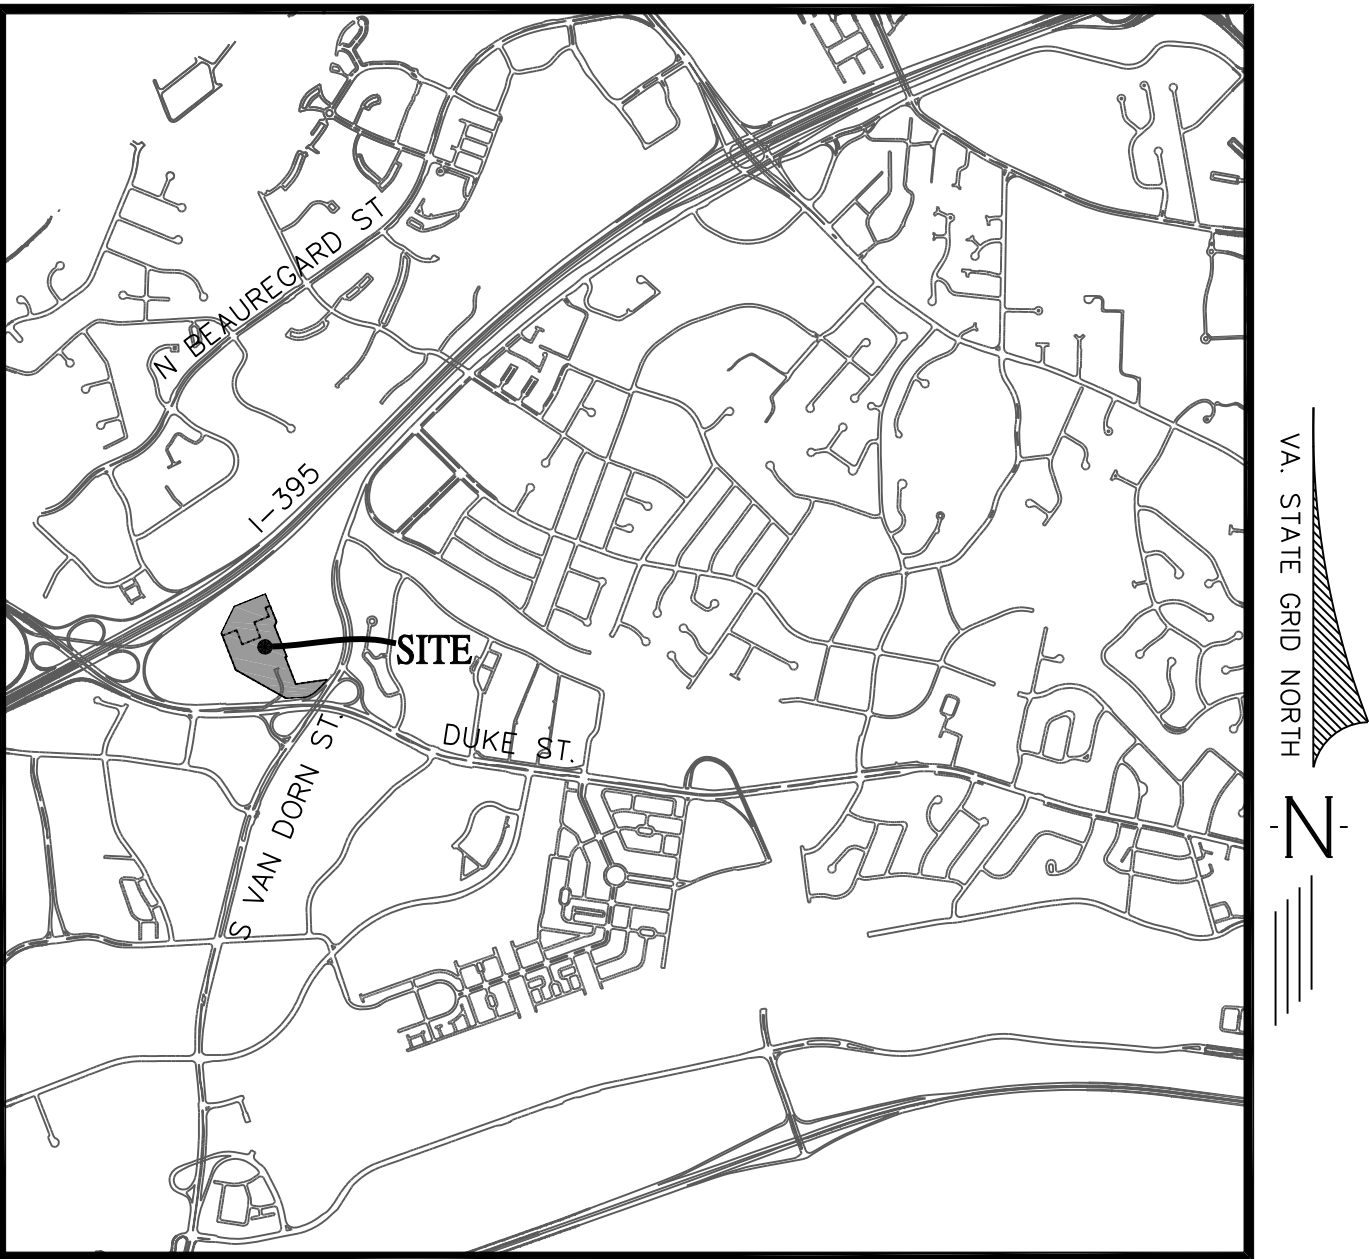 N BEAUREGARD ST
I-395
SITE
DUKE ST.
S VAN DORN ST.
VA. STATE GRID NORTH
-N-